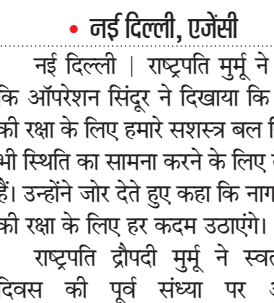 • नई दिल्ली, एजेंसी
नई दिल्ली | राष्ट्रपति मुर्मू ने
कि ऑपरेशन सिंदूर ने दिखाया कि
की रक्षा के लिए हमारे सशस्त्र बल
भी स्थिति का सामना करने के लिए
हैं। उन्होंने जोर देते हुए कहा कि
की रक्षा के लिए हर कदम उठाएंगे।
राष्ट्रपति द्रौपदी मुर्मू ने
दिवस की पूर्व संध्या पर